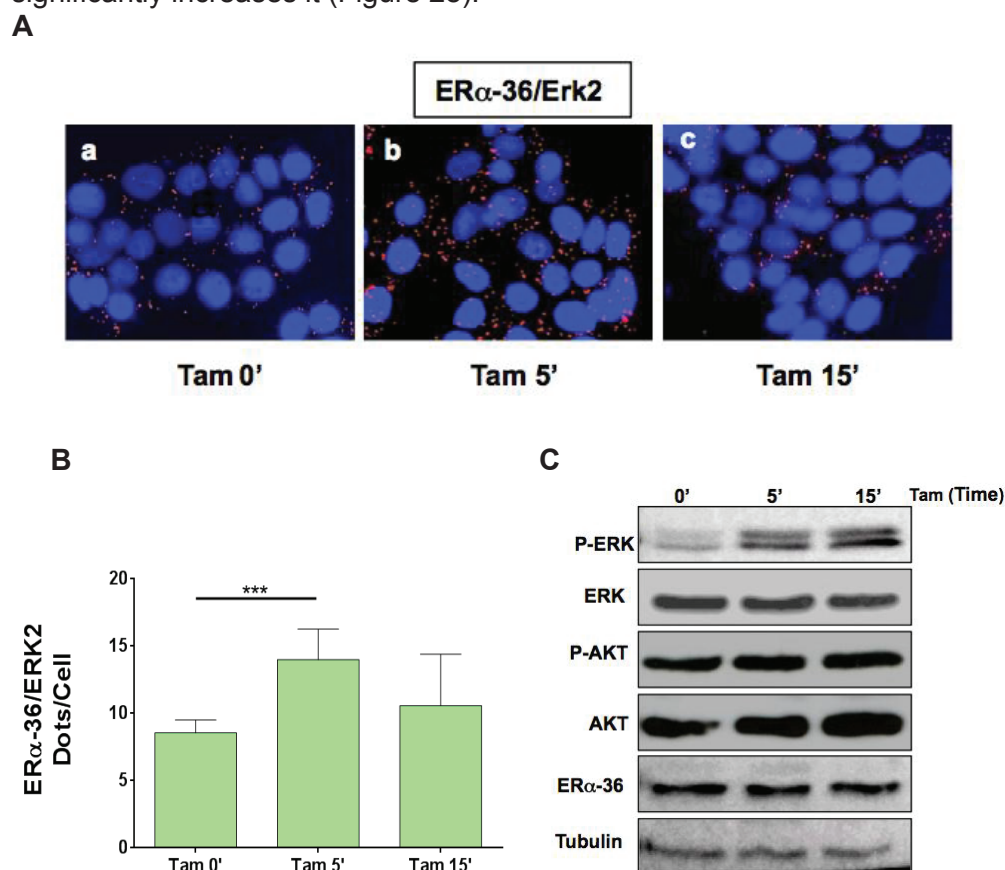 significantly increases it (Figure 28).
A
ERα-36/Erk2
a b c
Tam 0’ Tam 5’ Tam 15’
B
ERα-36/ERK2
Dots/Cell
20
15
10
5
0
***
Tam 0' Tam 5' Tam 15'
C
0’ 5’ 15’ Tam (Time)
P-ERK
ERK
P-AKT
AKT
ERα-36
Tubulin